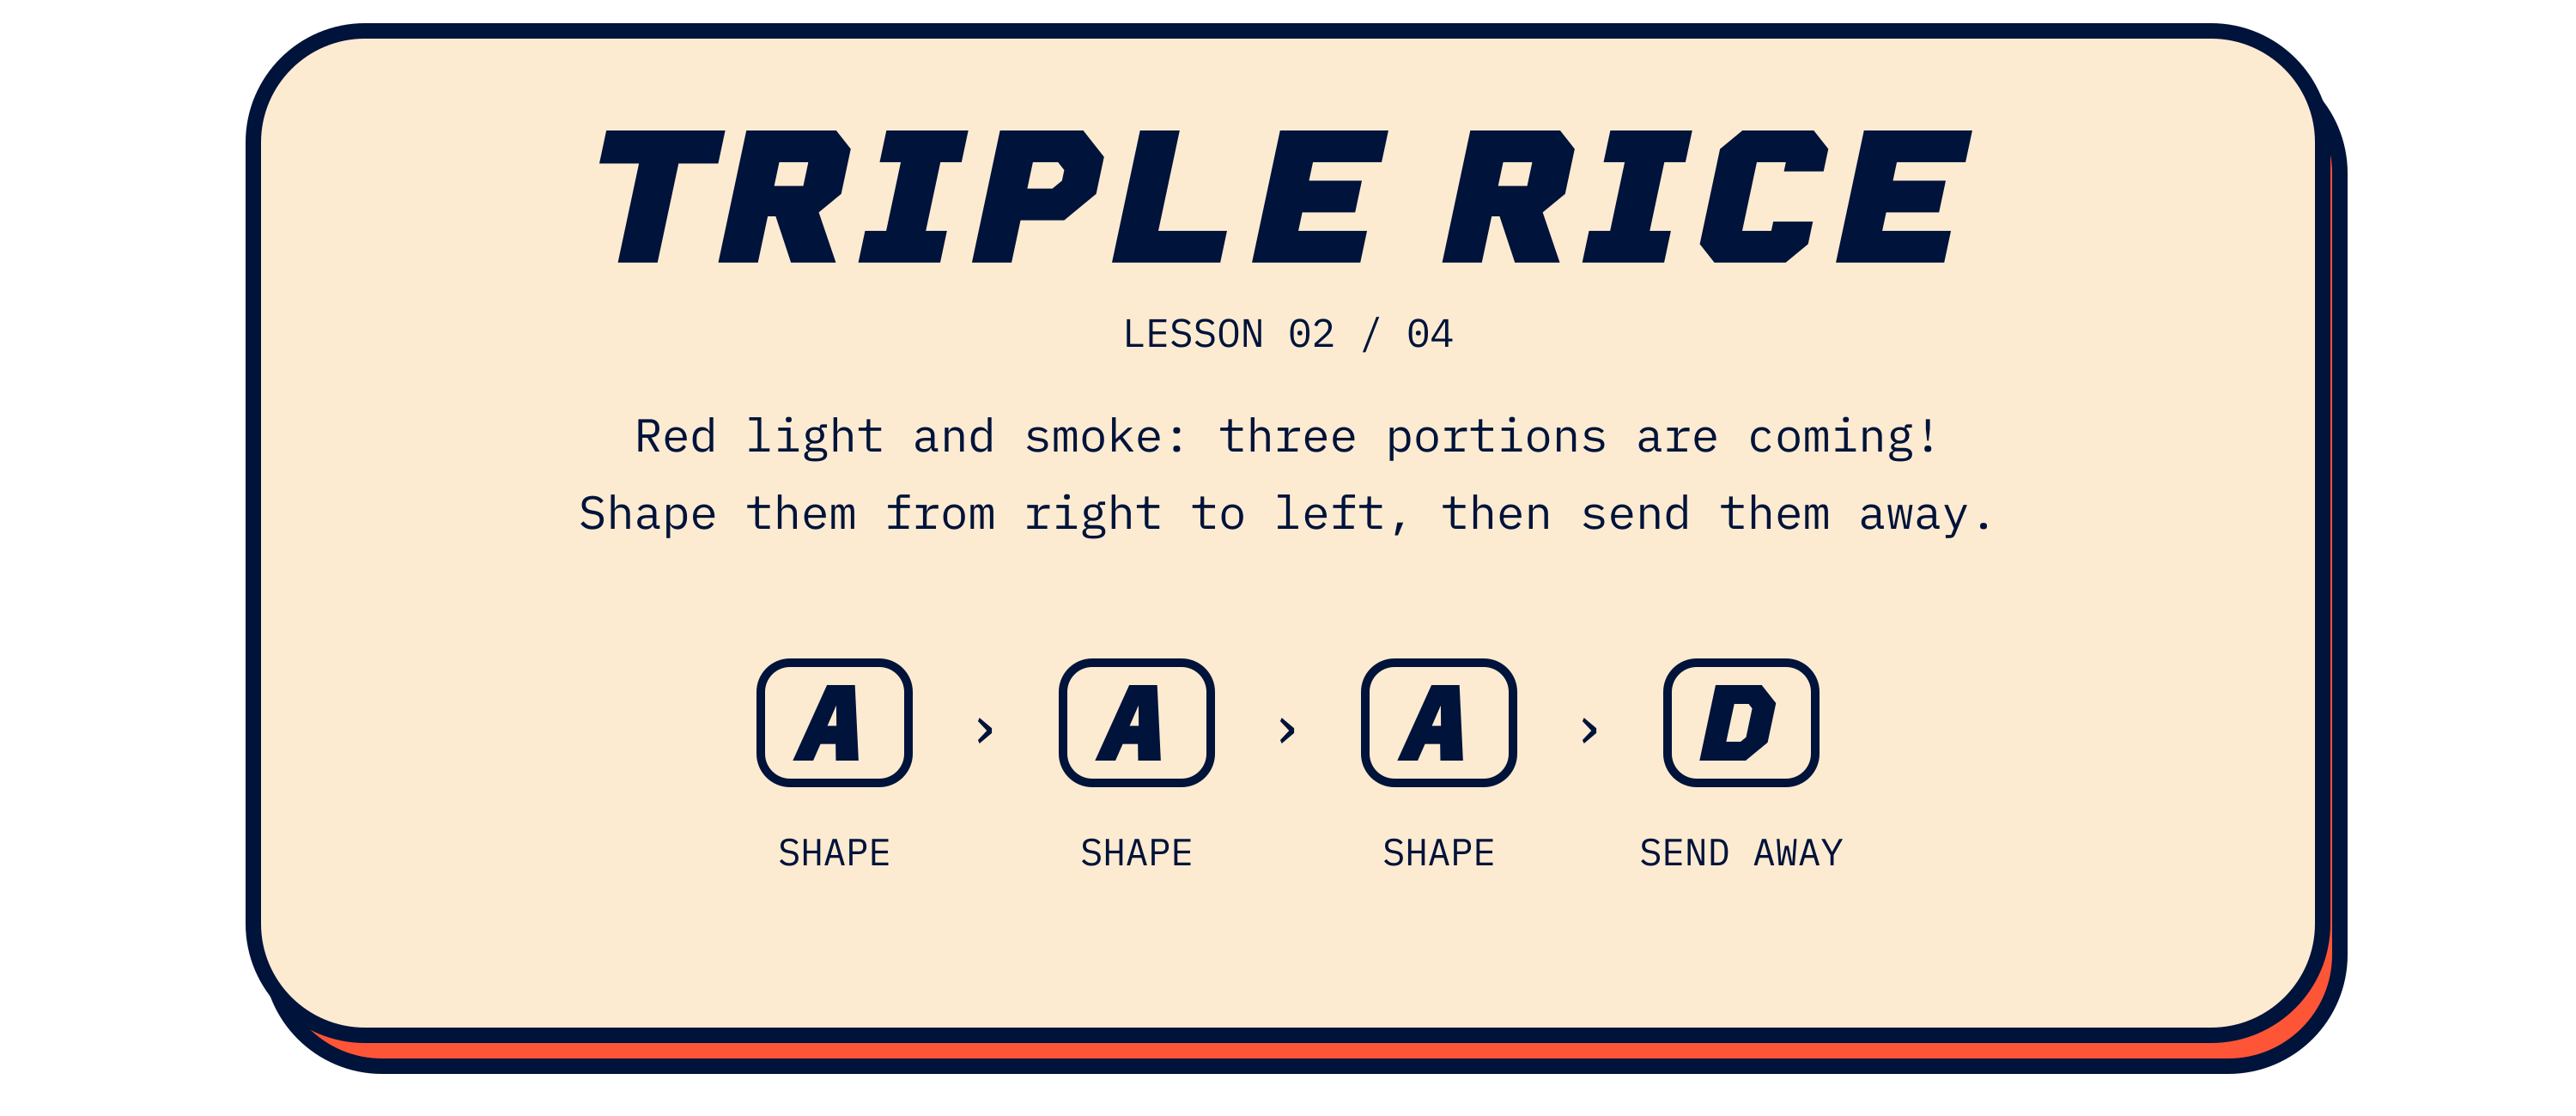 TRIPLE RICE
LESSON 02 / 04
Red light and smoke: three portions are coming!
Shape them from right to left, then send them away.
A › A › A › D
SHAPE SHAPE SHAPE SEND AWAY